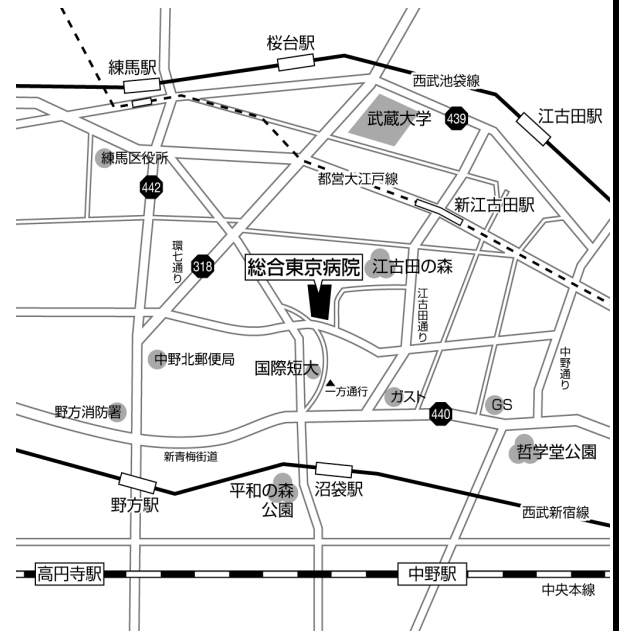 桜台駅
練馬駅
西武池袋線
江古田駅
武蔵大学
439
練馬区役所
都営大江戸線
442
新江古田駅
環七通り
318
総合東京病院
江古田の森
江古田通り
中野北郵便局
国際短大
中野通り
一方通行
ガスト
GS
野方消防署
440
新青梅街道
哲学堂公園
野方駅
平和の森
公園
沼袋駅
西武新宿線
高円寺駅
中野駅
中央本線